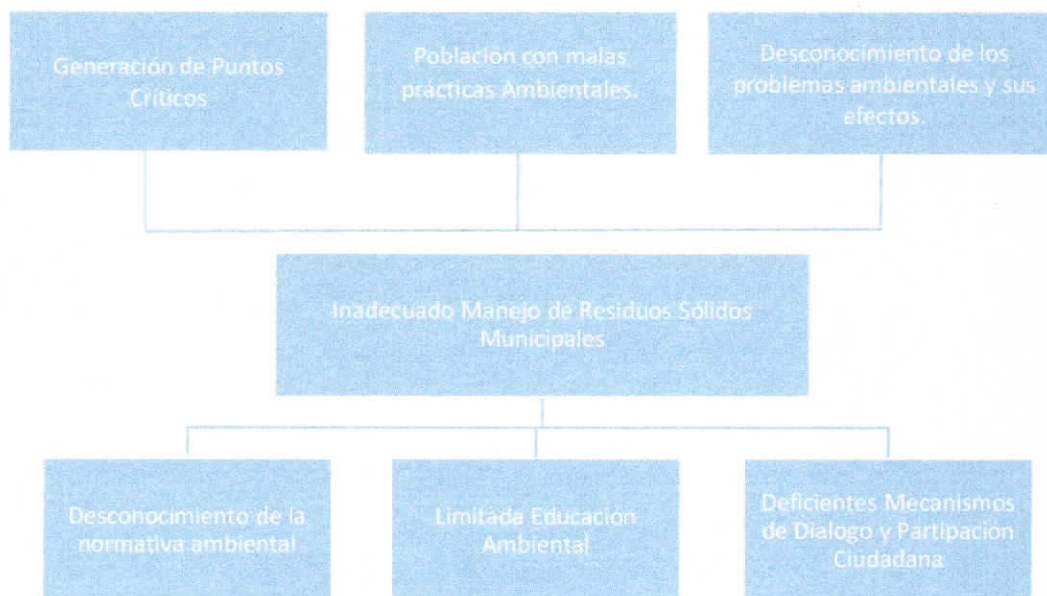 Generación de Puntos
Críticos
Población con malas
prácticas Ambientales.
Desconocimiento de los
problemas ambientales y sus
efectos.
Inadecuado Manejo de Residuos Sólidos
Municipales
Desconocimiento de la
normativa ambiental
Limitada Educación
Ambiental
Deficientes Mecanismos
de Dialogo y Partipación
Ciudadana